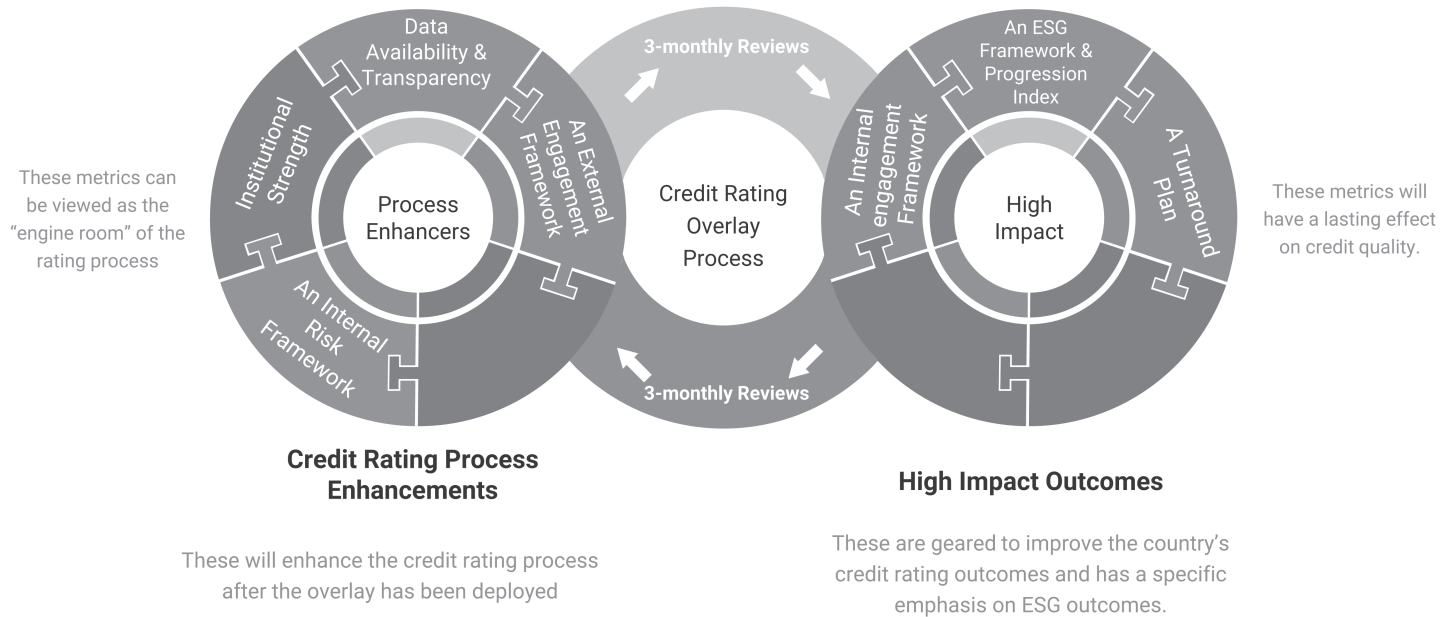 These metrics can
be viewed as the
“engine room” of the
rating process
Data
Availability &
Transparency
Institutional
Strength
An External
Engagement
Framework
An Internal
Risk
Framework
Process
Enhancers
3-monthly Reviews
Credit Rating
Overlay
Process
3-monthly Reviews
An ESG
Framework &
Progression
Index
An Internal
engagement
Framework
A Turnaround
Plan
High
Impact
These metrics will
have a lasting effect
on credit quality.
Credit Rating Process
Enhancements
These will enhance the credit rating process
after the overlay has been deployed
High Impact Outcomes
These are geared to improve the country’s
credit rating outcomes and has a specific
emphasis on ESG outcomes.